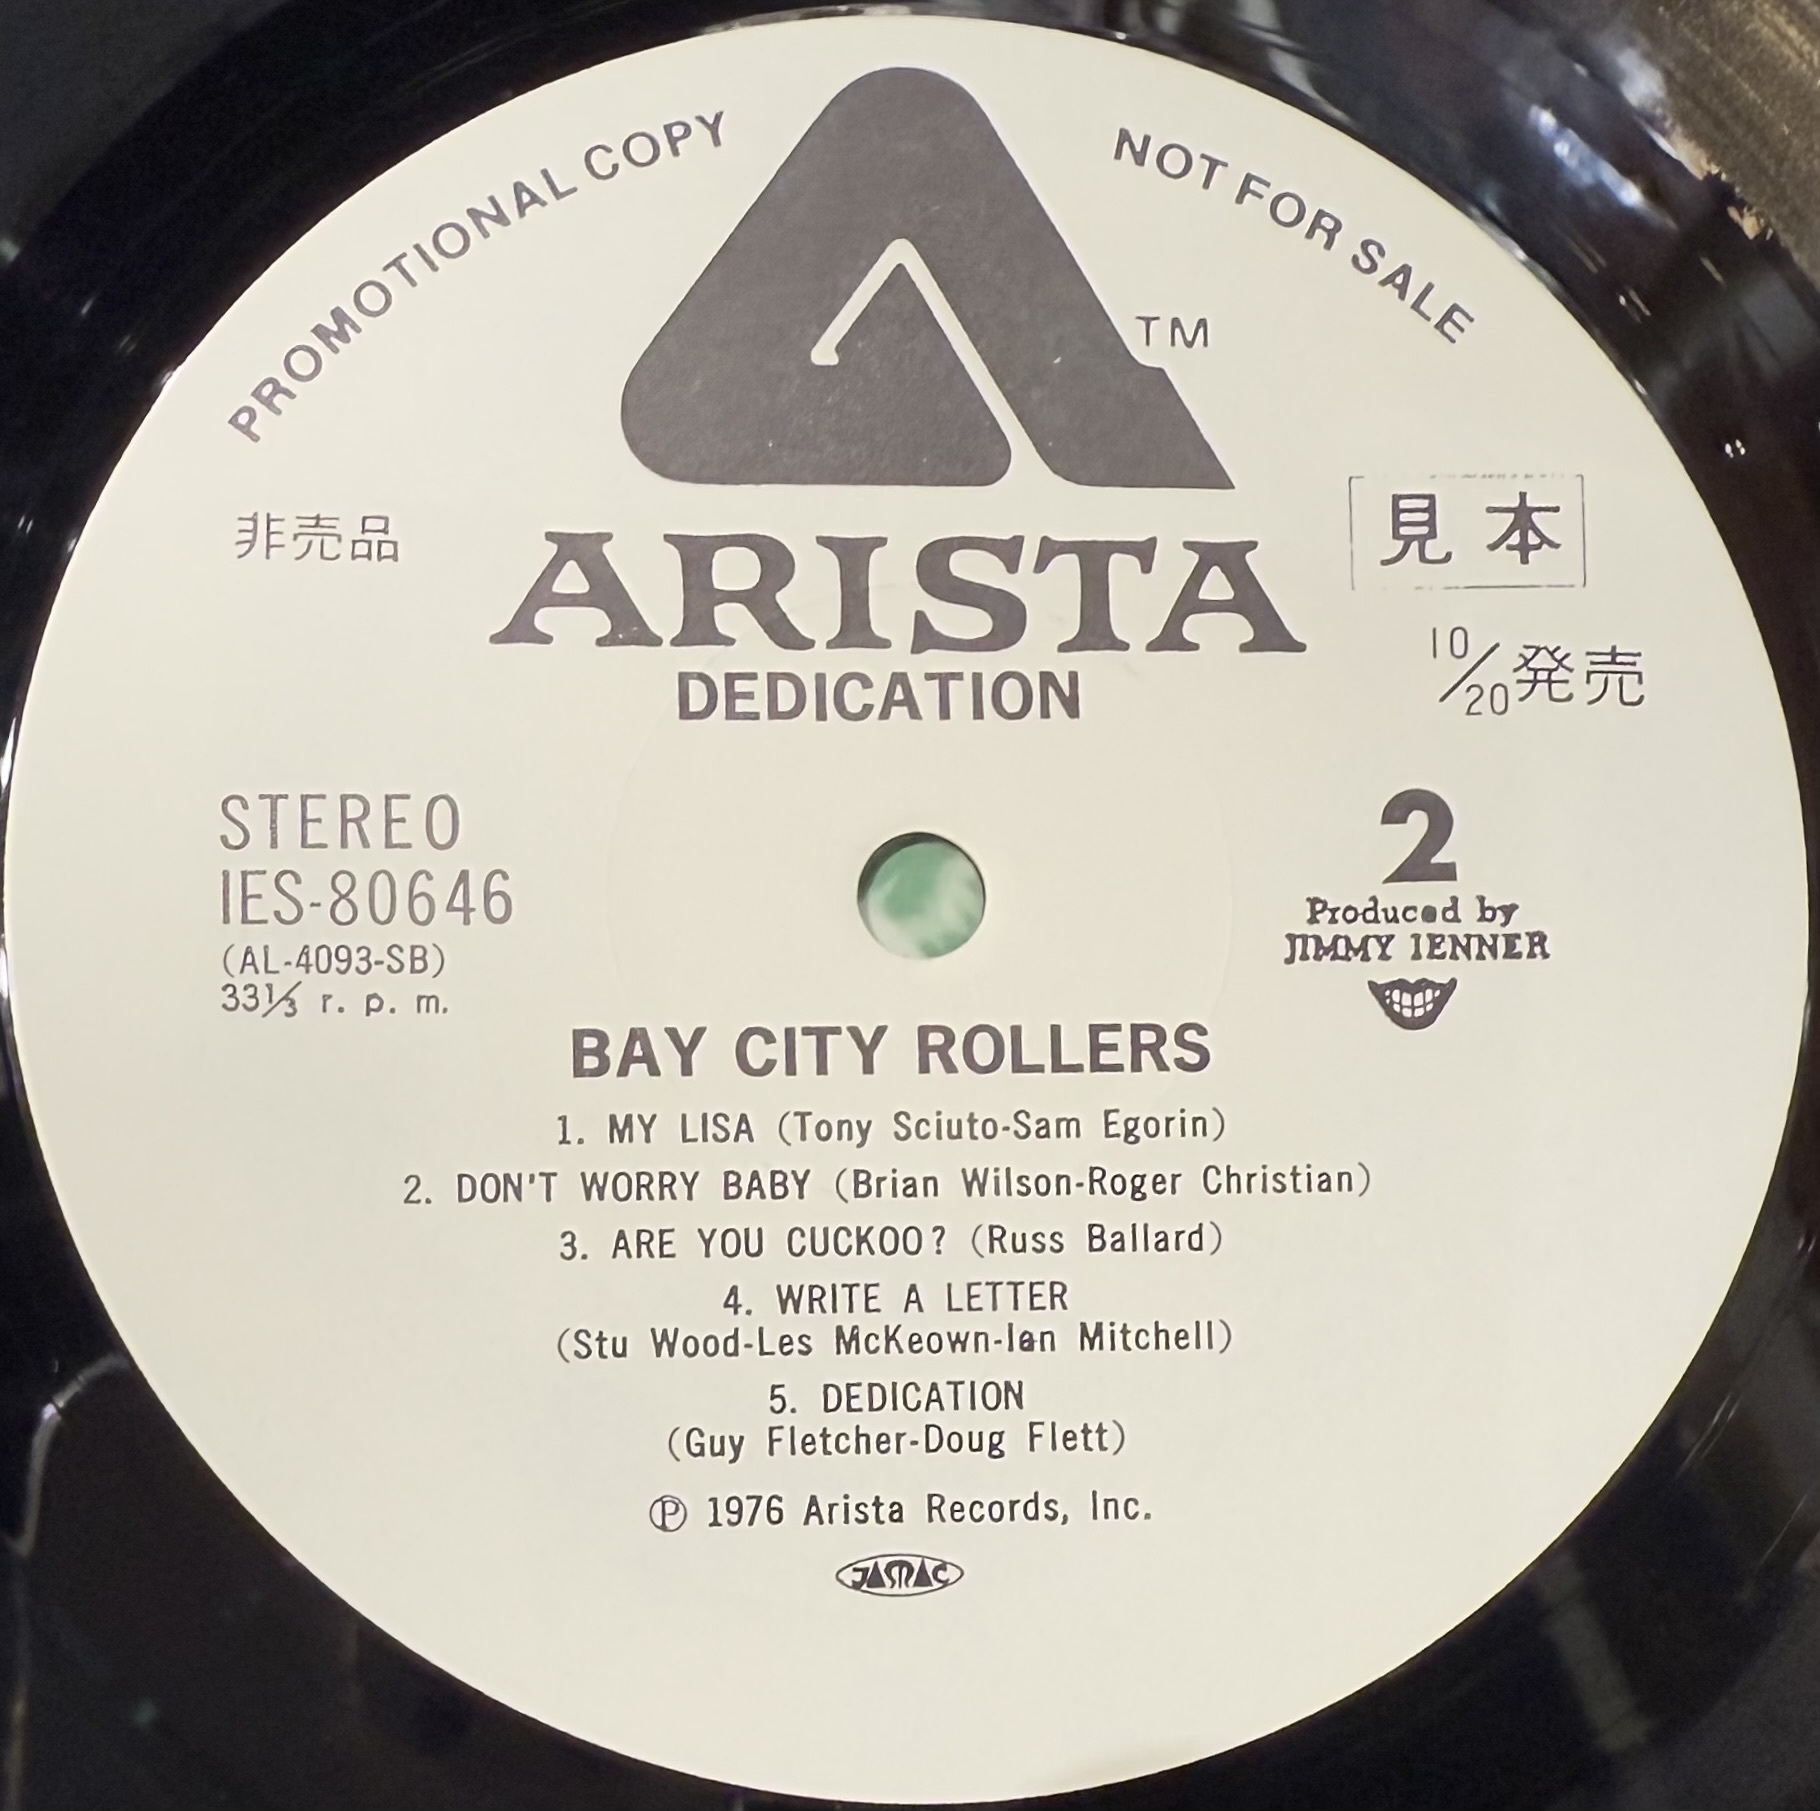 PROMOTIONAL COPY
NOT FOR SALE
TM
非売品
見本
ARISTA
10/20発売
DEDICATION
STEREO
IES-80646
(AL-4093-SB)
33⅓ r. p. m.
2
Produced by
JIMMY IENNER
BAY CITY ROLLERS
1. MY LISA (Tony Sciuto-Sam Egorin)
2. DON'T WORRY BABY (Brian Wilson-Roger Christian)
3. ARE YOU CUCKOO? (Russ Ballard)
4. WRITE A LETTER
(Stu Wood-Les McKeown-Ian Mitchell)
5. DEDICATION
(Guy Fletcher-Doug Flett)
Ⓟ 1976 Arista Records, Inc.
JASRAC